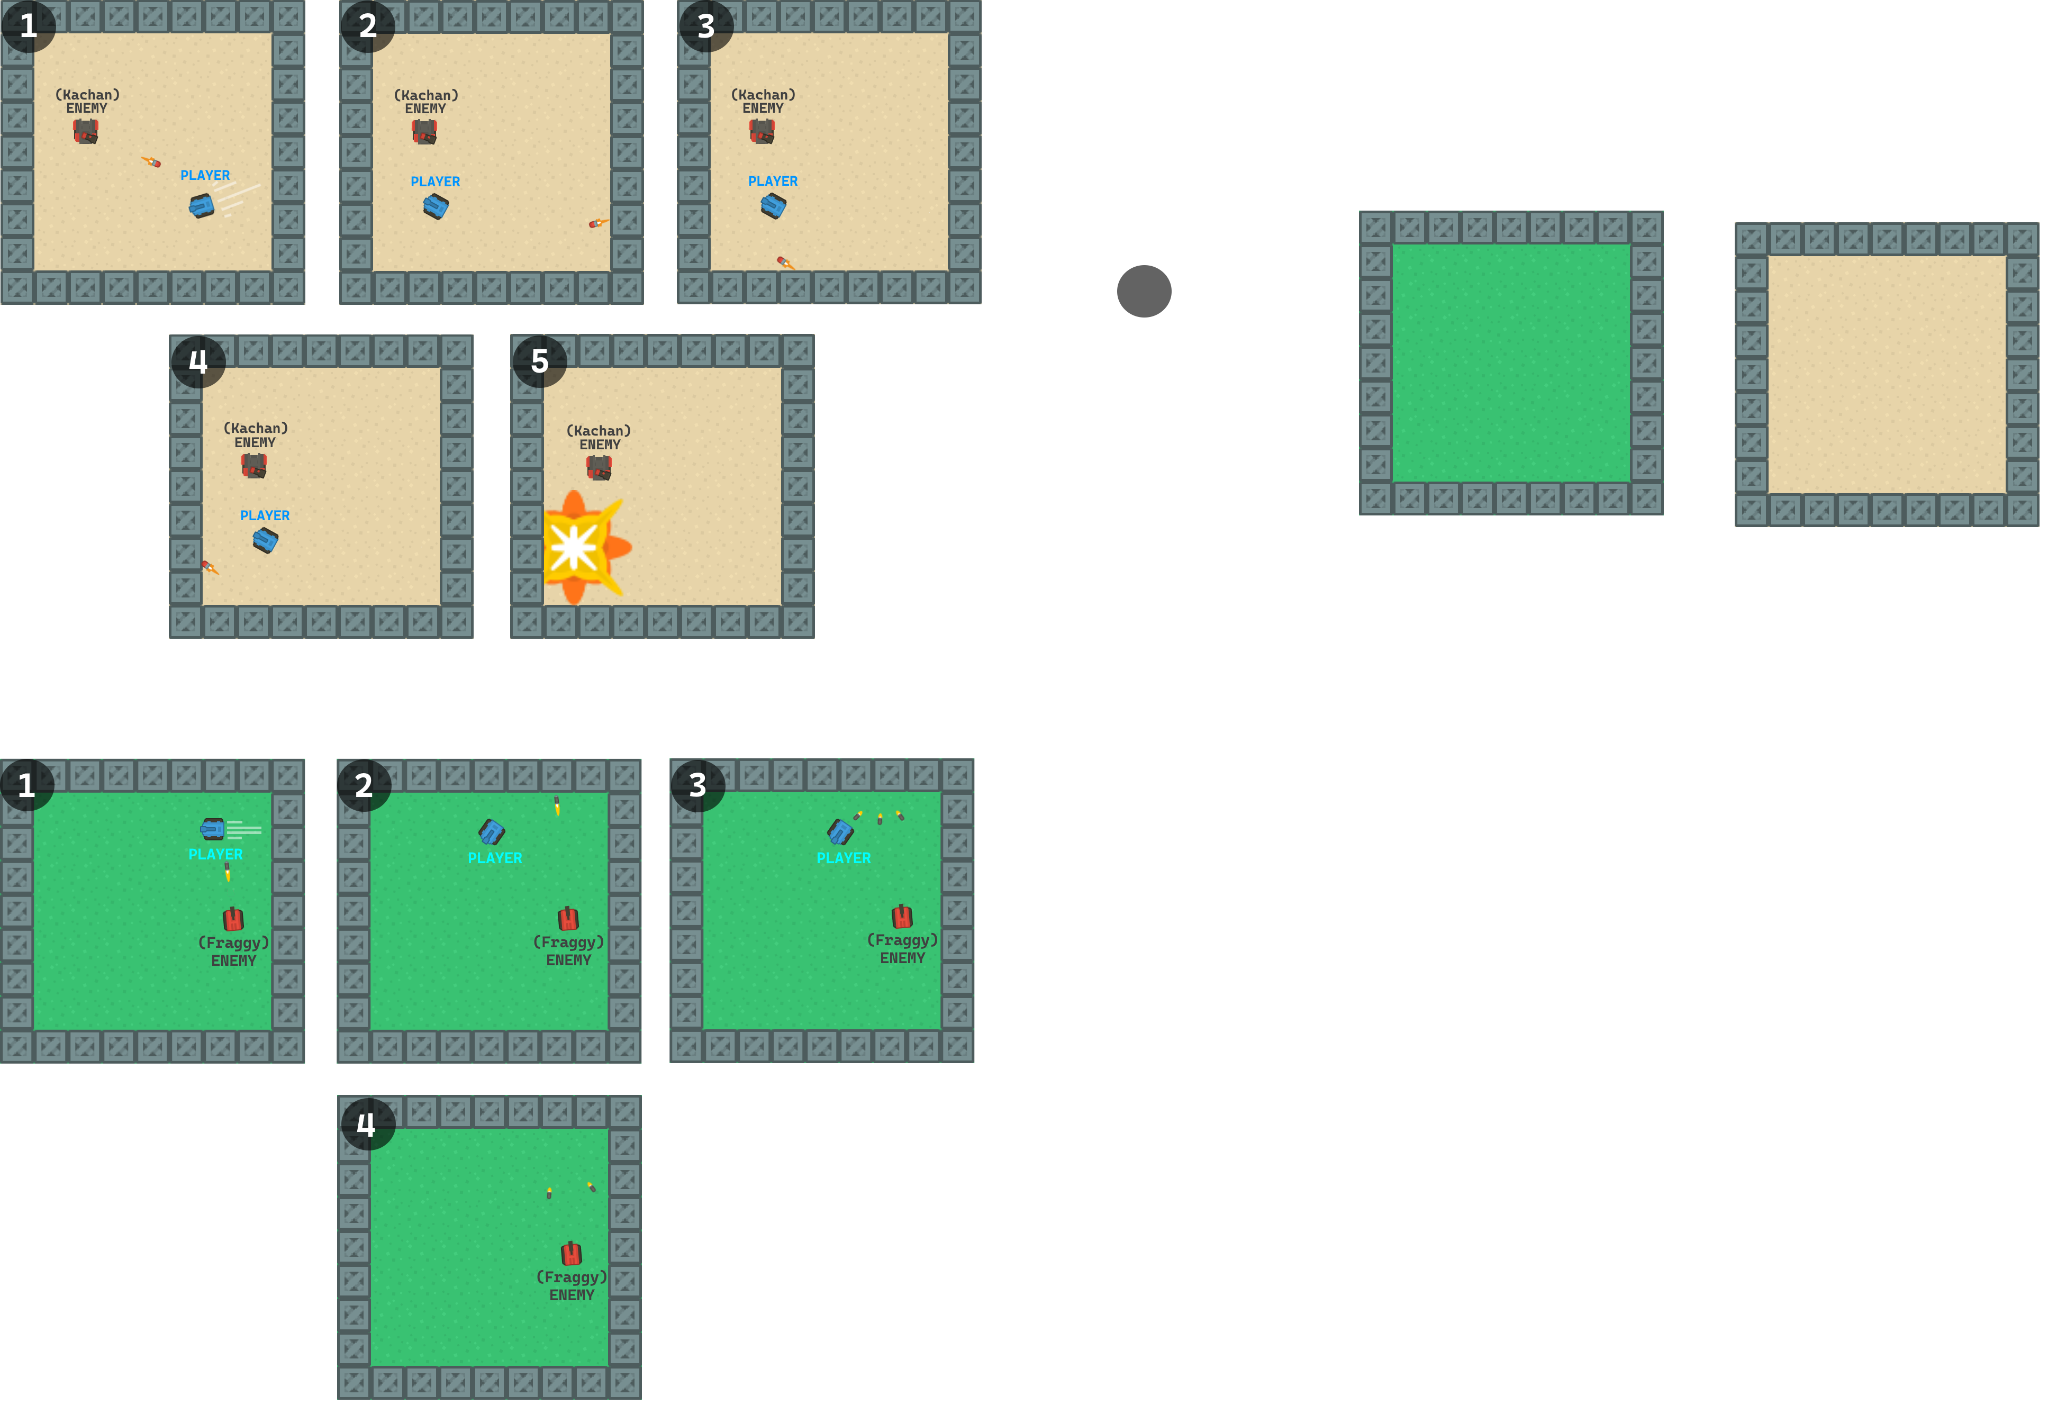 1
(Kachan)
ENEMY
PLAYER
2
(Kachan)
ENEMY
PLAYER
3
(Kachan)
ENEMY
PLAYER
4
(Kachan)
ENEMY
PLAYER
5
(Kachan)
ENEMY
1
PLAYER
(Fraggy)
ENEMY
2
PLAYER
(Fraggy)
ENEMY
3
PLAYER
(Fraggy)
ENEMY
4
(Fraggy)
ENEMY